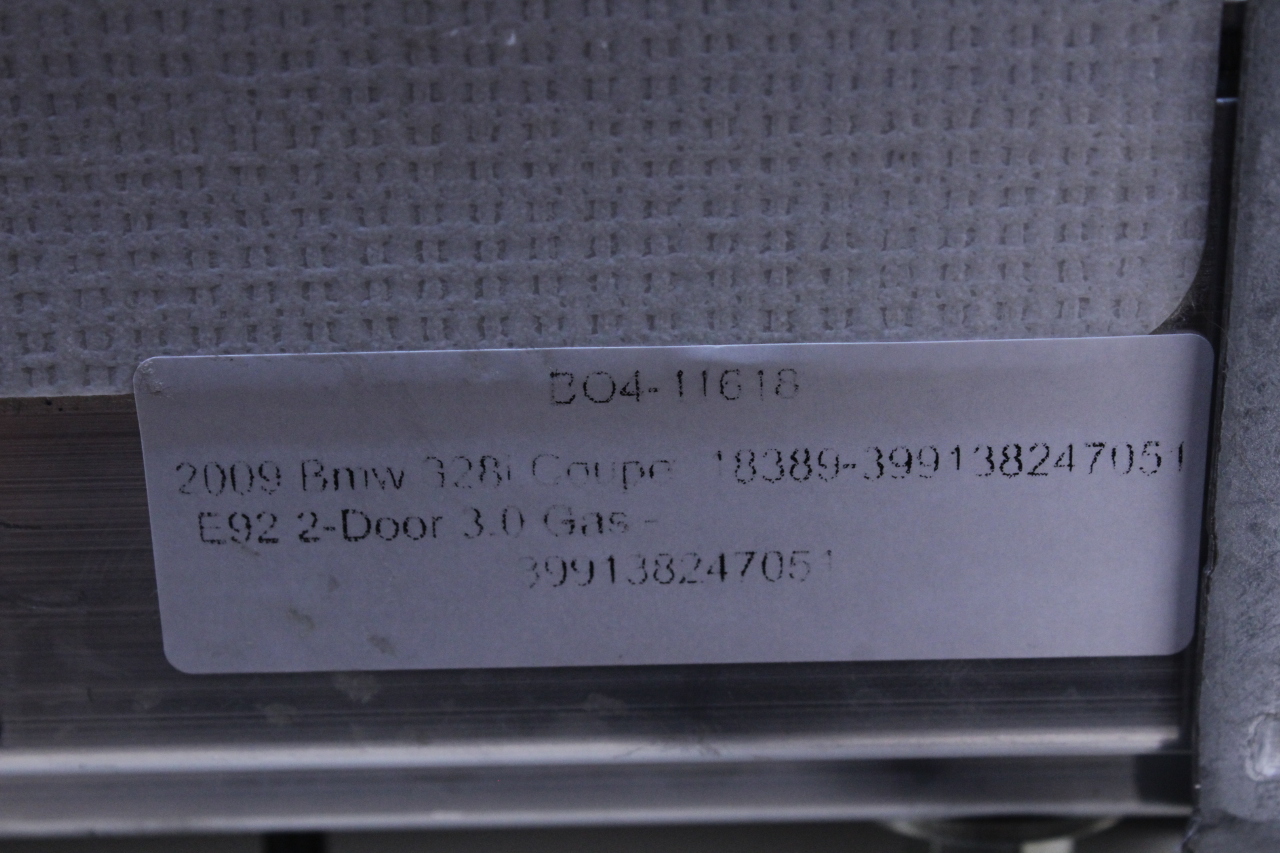 BO4-11618
2009 Bmw 328i Coupe 18389-399138247051
E92 2-Door 3.0 Gas -
399138247051